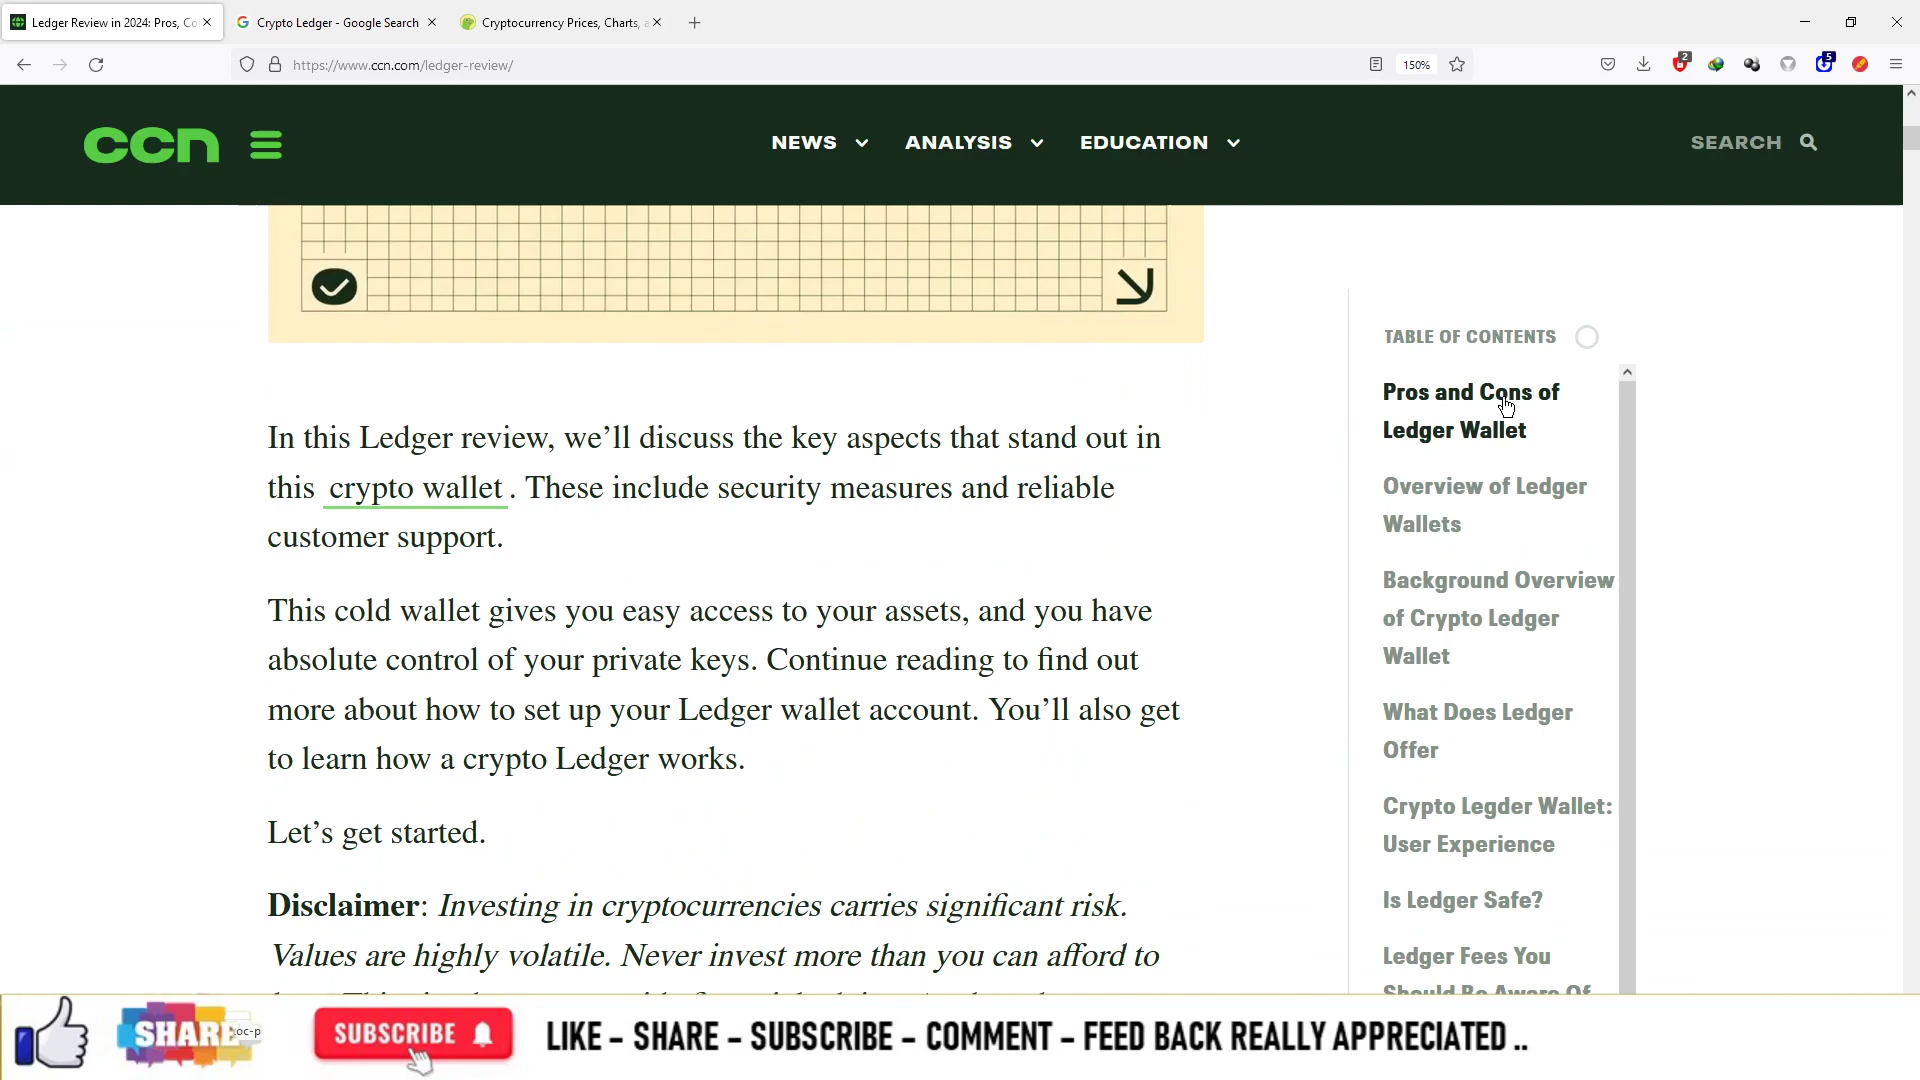 Ledger Review in 2024: Pros, Co
Crypto Ledger - Google Search
Cryptocurrency Prices, Charts, a
https://www.ccn.com/ledger-review/
150%
2
5
ccn
NEWS
ANALYSIS
EDUCATION
SEARCH
In this Ledger review, we’ll discuss the key aspects that stand out in
this crypto wallet. These include security measures and reliable
customer support.
This cold wallet gives you easy access to your assets, and you have
absolute control of your private keys. Continue reading to find out
more about how to set up your Ledger wallet account. You’ll also get
to learn how a crypto Ledger works.
Let’s get started.
Disclaimer: Investing in cryptocurrencies carries significant risk.
Values are highly volatile. Never invest more than you can afford to
TABLE OF CONTENTS
Pros and Cons of
Ledger Wallet
Overview of Ledger
Wallets
Background Overview
of Crypto Ledger
Wallet
What Does Ledger
Offer
Crypto Legder Wallet:
User Experience
Is Ledger Safe?
Ledger Fees You
Should Be Aware Of
SHARE
oc-p
SUBSCRIBE
LIKE – SHARE – SUBSCRIBE – COMMENT – FEED BACK REALLY APPRECIATED ..